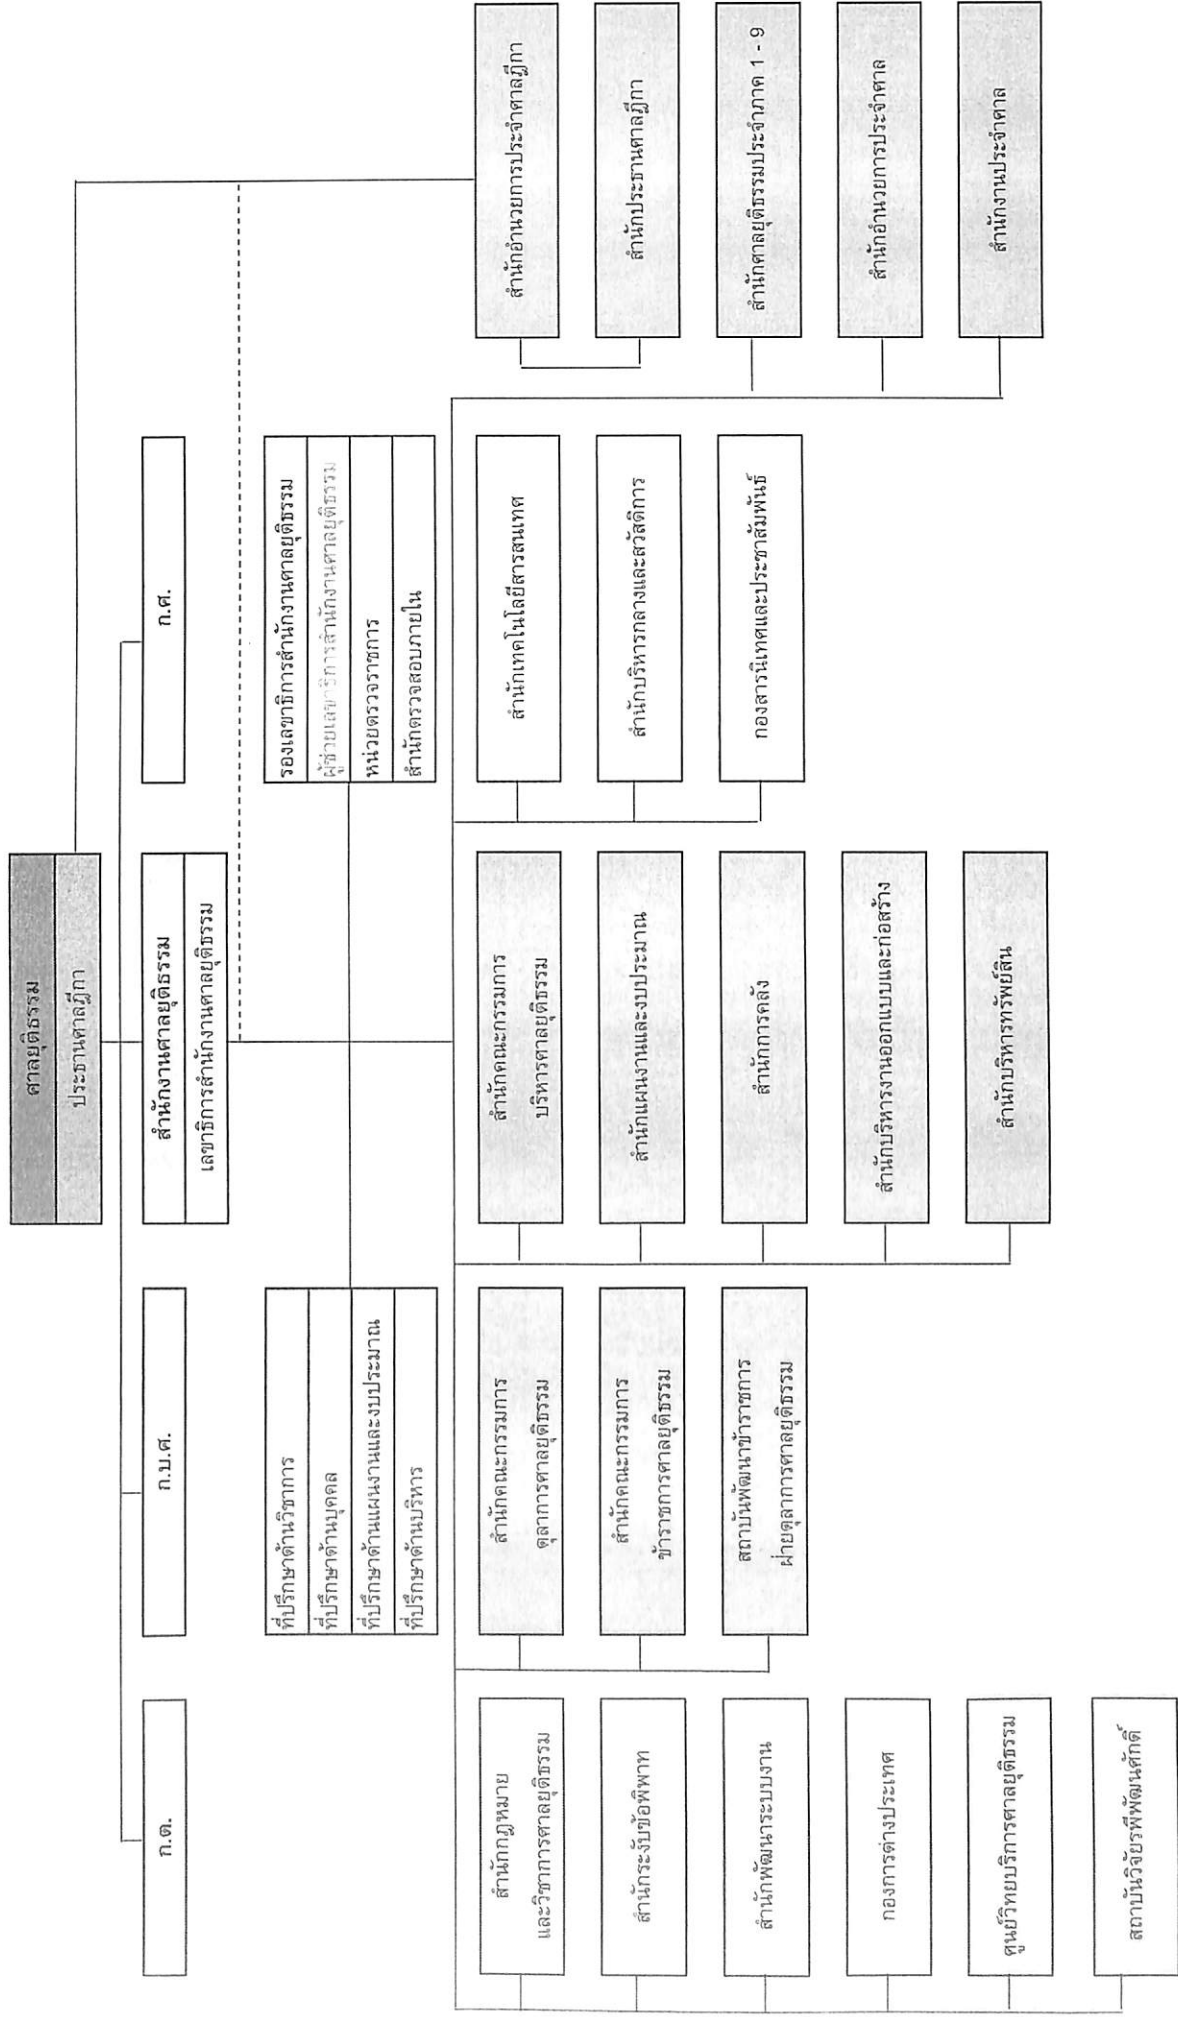 ศาลยุติธรรม
ประธานศาลฎีกา
ก.ต.
ก.บ.ศ.
สำนักงานศาลยุติธรรม
เลขาธิการสำนักงานศาลยุติธรรม
ก.ศ.
ที่ปรึกษาด้านวิชาการ
ที่ปรึกษาด้านบุคคล
ที่ปรึกษาด้านแผนงานและงบประมาณ
ที่ปรึกษาด้านบริหาร
รองเลขาธิการสำนักงานศาลยุติธรรม
ผู้ช่วยเลขาธิการสำนักงานศาลยุติธรรม
หน่วยตรวจราชการ
สำนักตรวจสอบภายใน
สำนักกฎหมาย
และวิชาการศาลยุติธรรม
สำนักระงับข้อพิพาท
สำนักพัฒนาระบบงาน
กองการต่างประเทศ
ศูนย์วิทยบริการศาลยุติธรรม
สถาบันวิจัยรพีพัฒนศักดิ์
สำนักคณะกรรมการ
ตุลาการศาลยุติธรรม
สำนักคณะกรรมการ
ข้าราชการศาลยุติธรรม
สถาบันพัฒนาข้าราชการ
ฝ่ายตุลาการศาลยุติธรรม
สำนักคณะกรรมการ
บริหารศาลยุติธรรม
สำนักแผนงานและงบประมาณ
สำนักการคลัง
สำนักบริหารงานออกแบบและก่อสร้าง
สำนักบริหารทรัพย์สิน
สำนักเทคโนโลยีสารสนเทศ
สำนักบริหารกลางและสวัสดิการ
กองสารนิเทศและประชาสัมพันธ์
สำนักอำนวยการประจำศาลฎีกา
สำนักประธานศาลฎีกา
สำนักศาลยุติธรรมประจำภาค 1 - 9
สำนักอำนวยการประจำศาล
สำนักงานประจำศาล